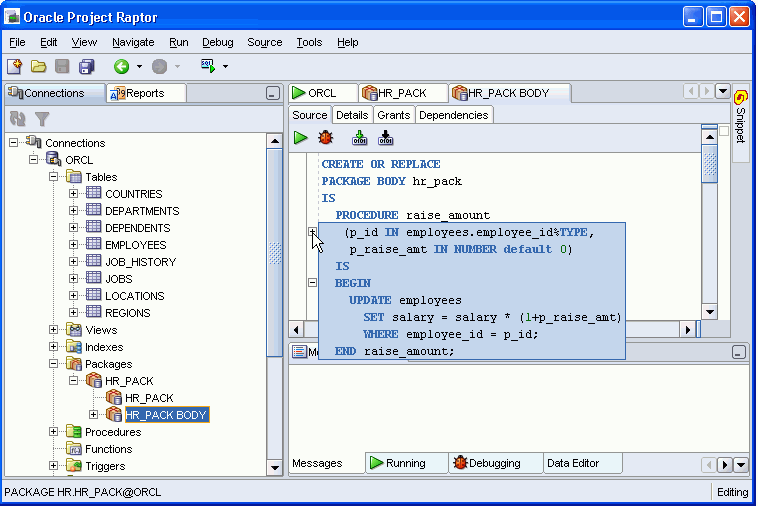 Oracle Project Raptor
File Edit View Navigate Run Debug Source Tools Help
Connections Reports
Connections
ORCL
Tables
COUNTRIES
DEPARTMENTS
DEPENDENTS
EMPLOYEES
JOB_HISTORY
JOBS
LOCATIONS
REGIONS
Views
Indexes
Packages
HR_PACK
HR_PACK
HR_PACK BODY
Procedures
Functions
Triggers
ORCL HR_PACK HR_PACK BODY
Source Details Grants Dependencies
CREATE OR REPLACE
PACKAGE BODY hr_pack
IS
PROCEDURE raise_amount
(p_id IN employees.employee_id%TYPE,
p_raise_amt IN NUMBER default 0)
IS
BEGIN
UPDATE employees
SET salary = salary * (1+p_raise_amt)
WHERE employee_id = p_id;
END raise_amount;
Snippet
Messages Running Debugging Data Editor
PACKAGE HR.HR_PACK@ORCL Editing